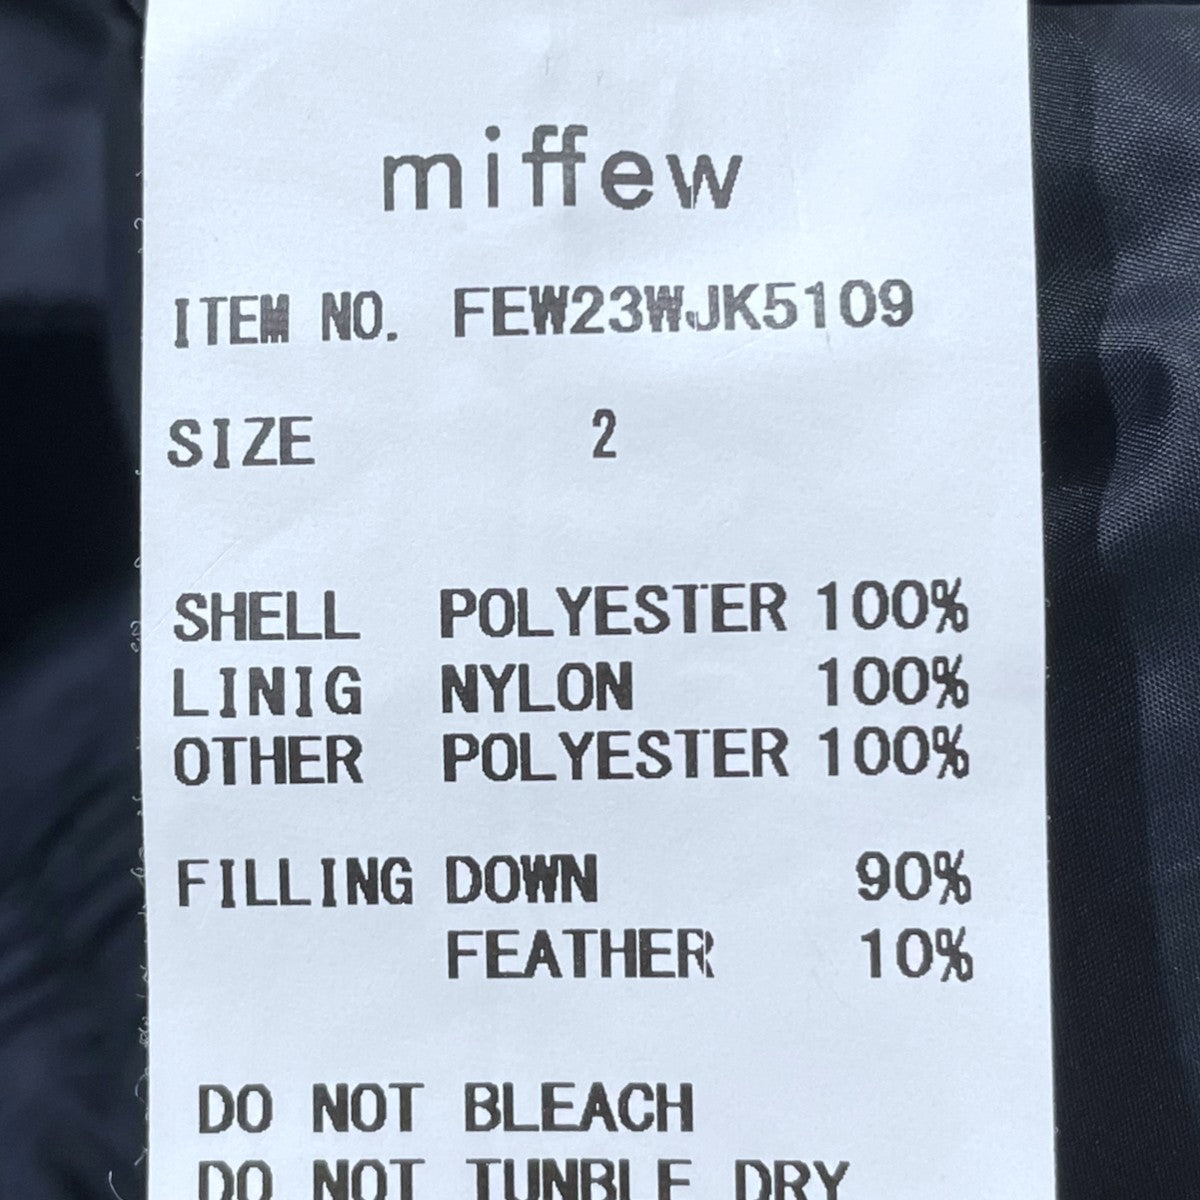 miffew
ITEM NO. FEW23WJK5109
SIZE 2
SHELL POLYESTER 100%
LINIG NYLON 100%
OTHER POLYESTER 100%
FILLING DOWN 90%
FEATHER 10%
DO NOT BLEACH
DO NOT TUNBLE DRY